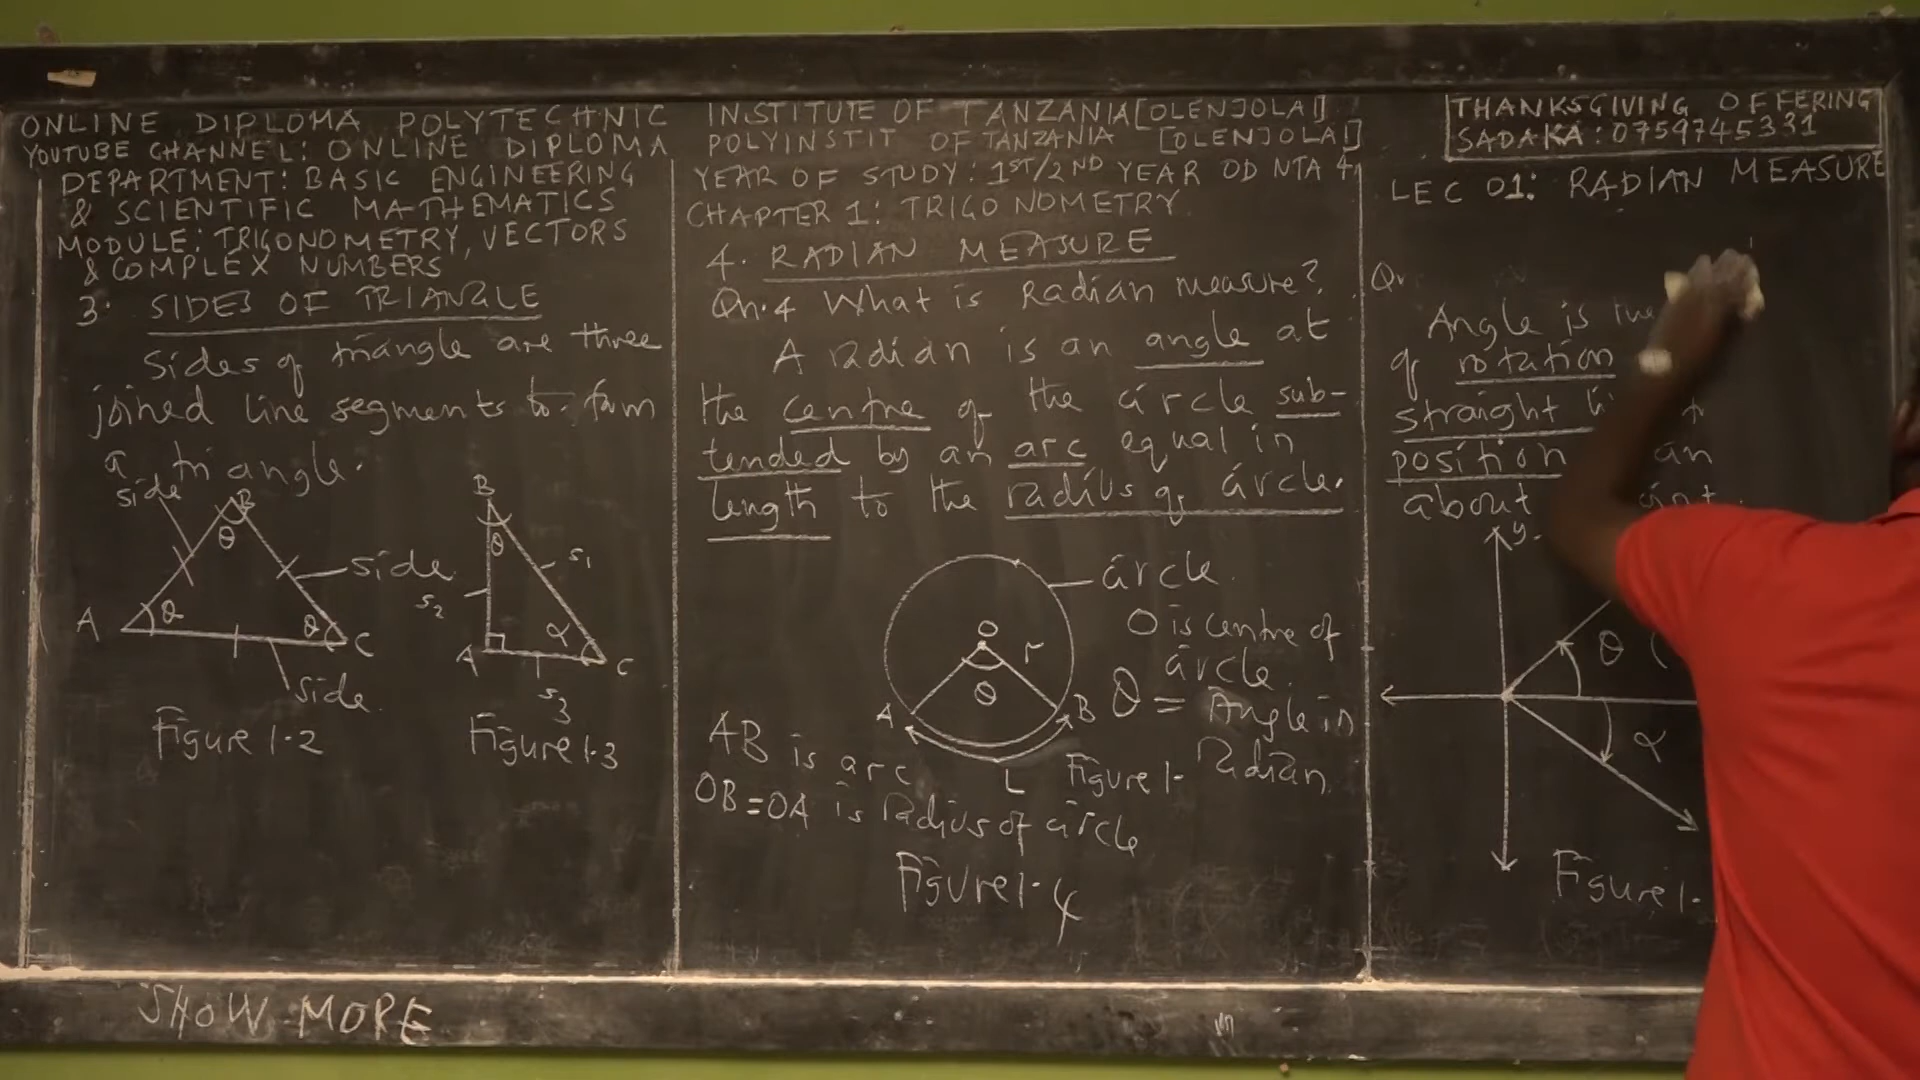 ONLINE DIPLOMA POLYTECHNIC INSTITUTE OF TANZANIA[OLENJOLAI]
YOUTUBE CHANNEL: ONLINE DIPLOMA POLYINSTIT OF TANZANIA [OLENJOLAI]
THANKSGIVING OFFERING
SADAKA: 0759745331
DEPARTMENT: BASIC ENGINEERING
& SCIENTIFIC MATHEMATICS
MODULE: TRIGONOMETRY, VECTORS
& COMPLEX NUMBERS
3. SIDES OF TRIANGLE
Sides of triangle are three
joined line segments to form
a triangle.
side
B
θ
side
A
θ
θ
C
side
Figure 1.2
B
θ
S1
S2
A
α
C
S3
Figure 1.3
YEAR OF STUDY: 1ST/2ND YEAR OD NTA 4
CHAPTER 1: TRIGONOMETRY
4. RADIAN MEASURE
Qn.4 What is Radian measure?
A radian is an angle at
the centre of the circle sub-
tended by an arc equal in
length to the radius of circle.
circle
O
r
θ
A
B
L
O is centre of
circle.
θ = Angle in
Radian
Figure 1-
AB is arc
OB=OA is Radius of circle
Figure 1.4
LEC 01: RADIAN MEASURE
Qn
Angle is
of rotation
straight
position an
about
y
θ
α
Figure 1.
SHOW MORE